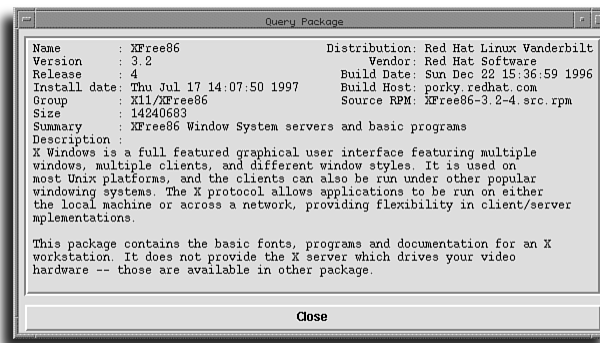 Query Package
Name        : XFree86                    Distribution: Red Hat Linux Vanderbilt
Version     : 3.2                              Vendor: Red Hat Software
Release     : 4                            Build Date: Sun Dec 22 15:36:59 1996
Install date: Thu Jul 17 14:07:50 1997     Build Host: porky.redhat.com
Group       : X11/XFree86                  Source RPM: XFree86-3.2-4.src.rpm
Size        : 14240683
Summary     : XFree86 Window System servers and basic programs
Description :
X Windows is a full featured graphical user interface featuring multiple
windows, multiple clients, and different window styles. It is used on
most Unix platforms, and the clients can also be run under other popular
windowing systems. The X protocol allows applications to be run on either
the local machine or across a network, providing flexibility in client/server
mplementations.
This package contains the basic fonts, programs and documentation for an X
workstation. It does not provide the X server which drives your video
hardware -- those are available in other package.
Close